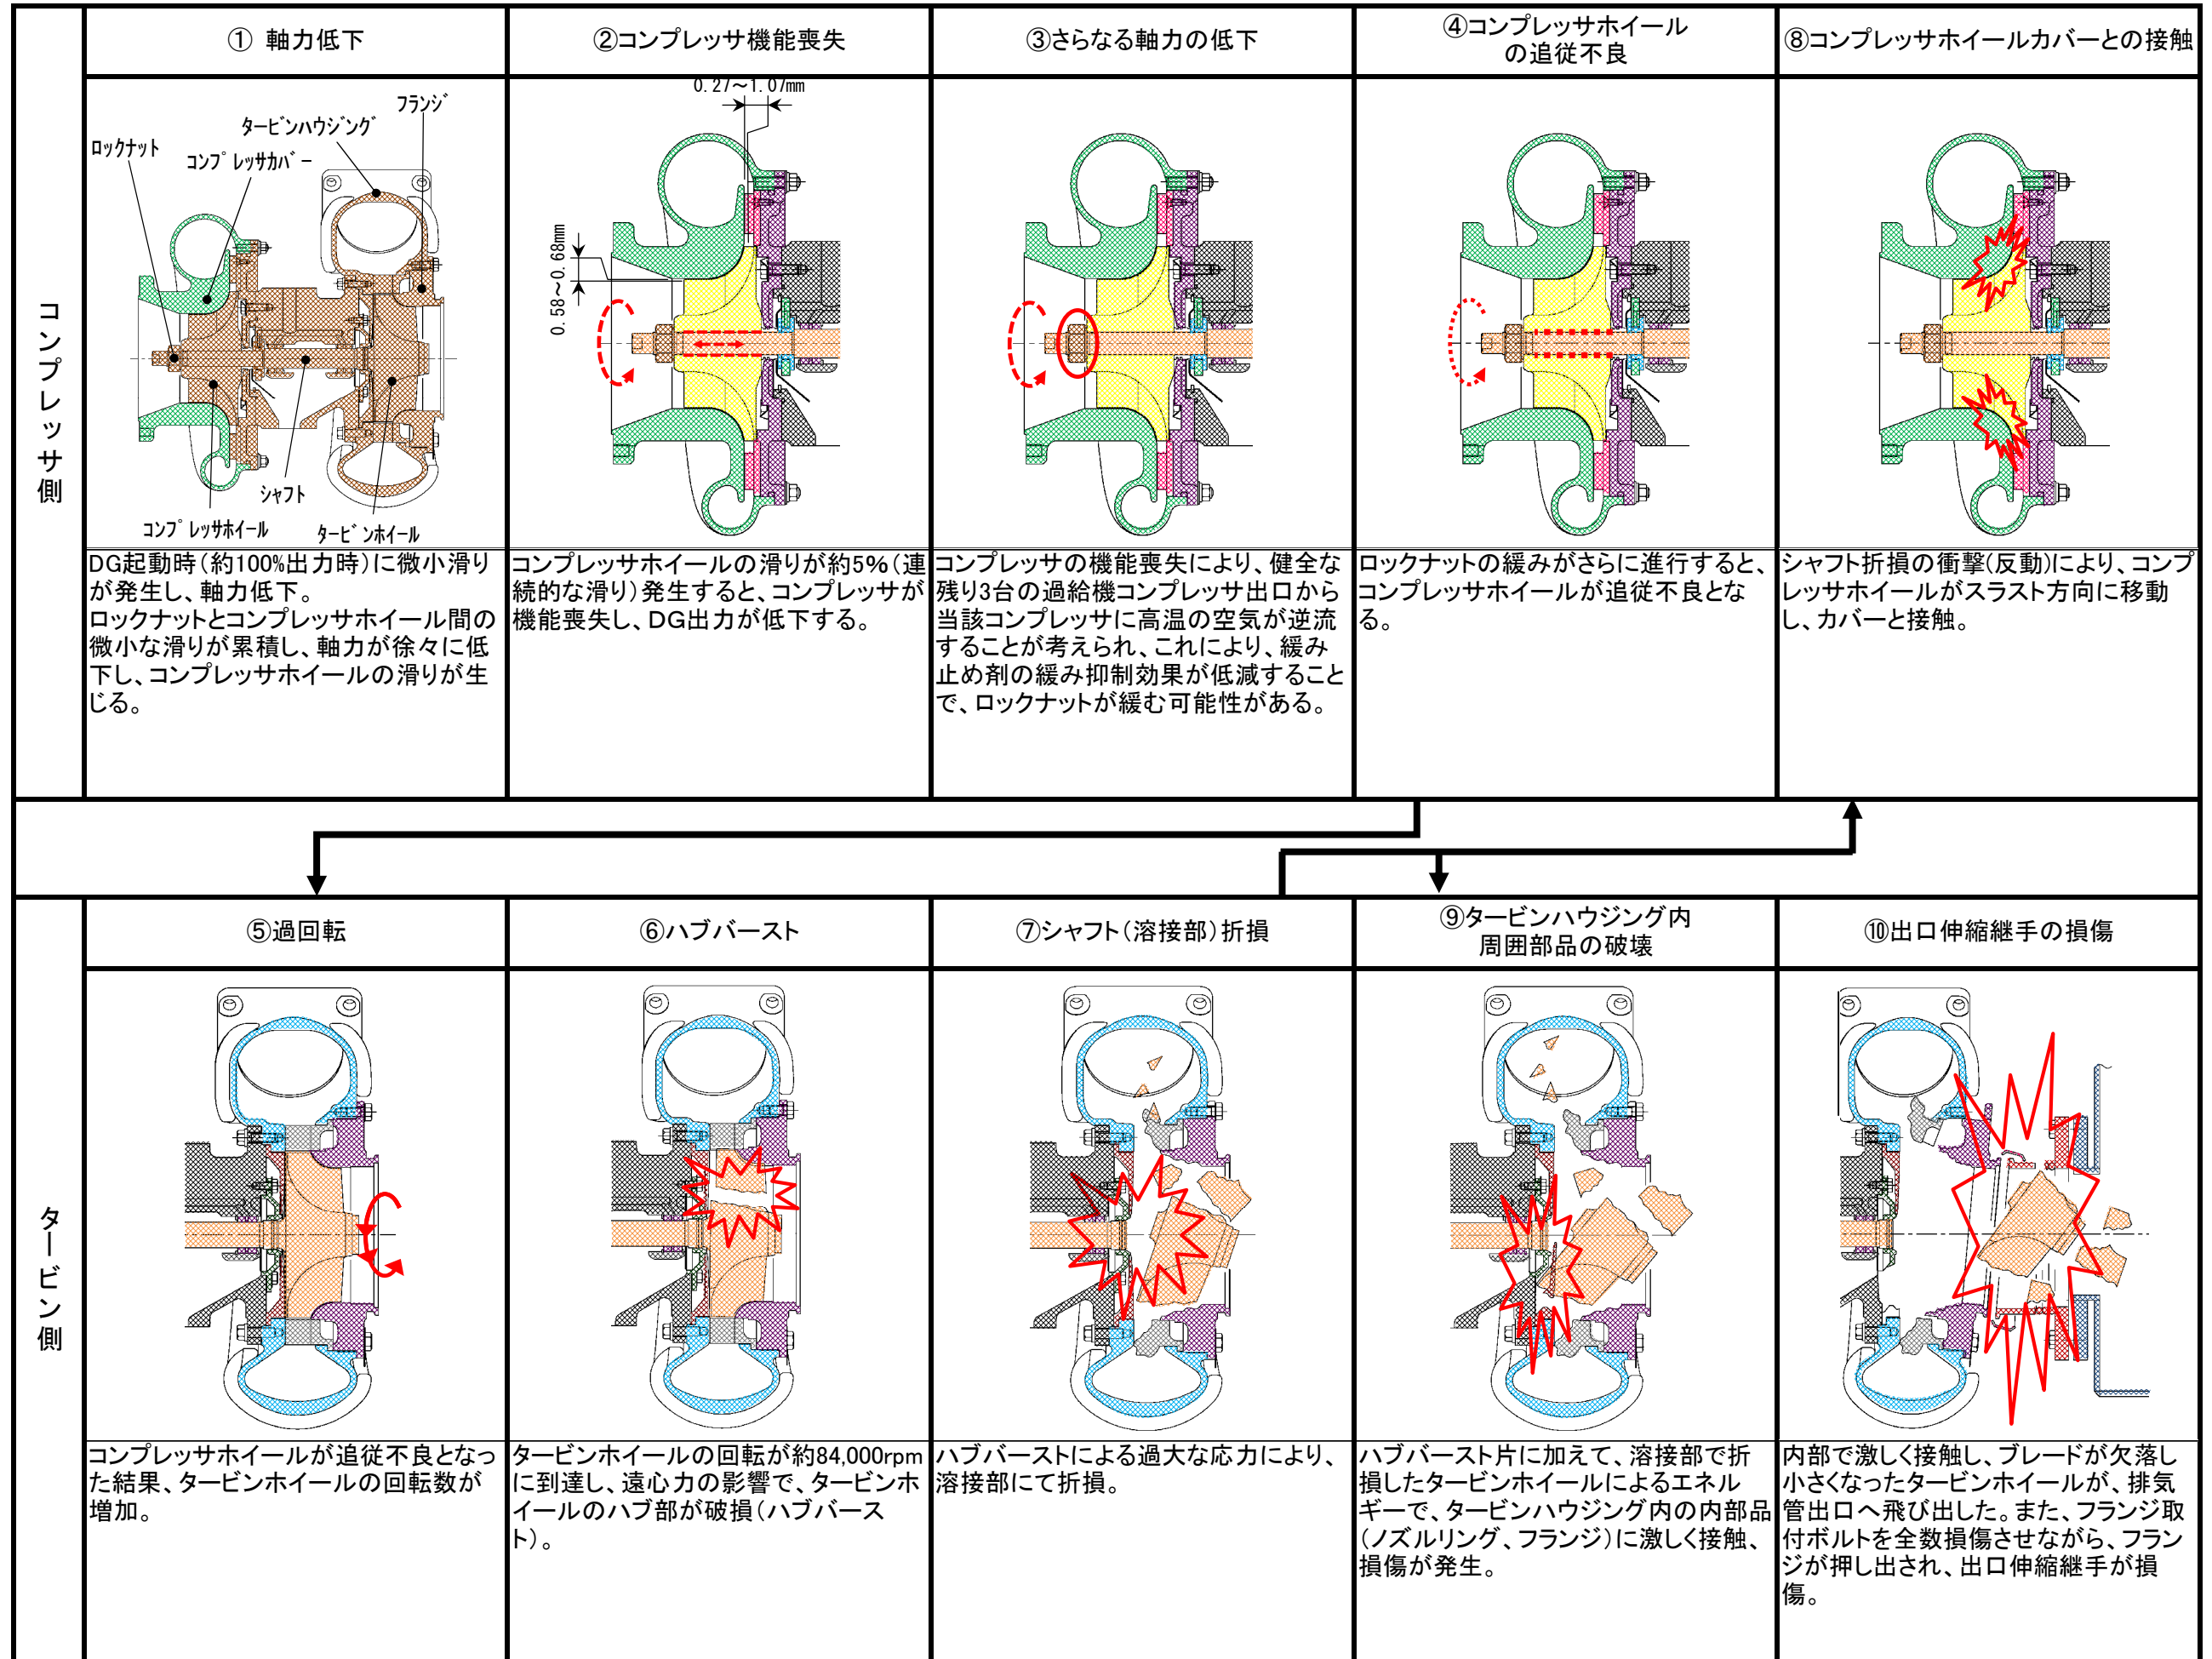 コンプレッサ側
① 軸力低下
ロックナット
コンプレッサカバー
タービンハウジング
フランジ
シャフト
コンプレッサホイール
タービンホイール
DG起動時(約100%出力時)に微小滑り
が発生し、軸力低下。
ロックナットとコンプレッサホイール間の
微小な滑りが累積し、軸力が徐々に低
下し、コンプレッサホイールの滑りが生
じる。
②コンプレッサ機能喪失
0.27～1.07mm
0.58～0.68mm
コンプレッサホイールの滑りが約5%(連
続的な滑り)発生すると、コンプレッサが
機能喪失し、DG出力が低下する。
③さらなる軸力の低下
コンプレッサの機能喪失により、健全な
残り3台の過給機コンプレッサ出口から
当該コンプレッサに高温の空気が逆流
することが考えられ、これにより、緩み
止め剤の緩み抑制効果が低減すること
で、ロックナットが緩む可能性がある。
④コンプレッサホイール
の追従不良
ロックナットの緩みがさらに進行すると、
コンプレッサホイールが追従不良とな
る。
⑧コンプレッサホイールカバーとの接触
シャフト折損の衝撃(反動)により、コンプ
レッサホイールがスラスト方向に移動
し、カバーと接触。
タービン側
⑤過回転
コンプレッサホイールが追従不良となっ
た結果、タービンホイールの回転数が
増加。
⑥ハブバースト
タービンホイールの回転が約84,000rpm
に到達し、遠心力の影響で、タービンホ
イールのハブ部が破損(ハブバース
ト)。
⑦シャフト(溶接部)折損
ハブバーストによる過大な応力により、
溶接部にて折損。
⑨タービンハウジング内
周囲部品の破壊
ハブバースト片に加えて、溶接部で折
損したタービンホイールによるエネル
ギーで、タービンハウジング内の内部品
(ノズルリング、フランジ)に激しく接触、
損傷が発生。
⑩出口伸縮継手の損傷
内部で激しく接触し、ブレードが欠落し
小さくなったタービンホイールが、排気
管出口へ飛び出した。また、フランジ取
付ボルトを全数損傷させながら、フラン
ジが押し出され、出口伸縮継手が損
傷。